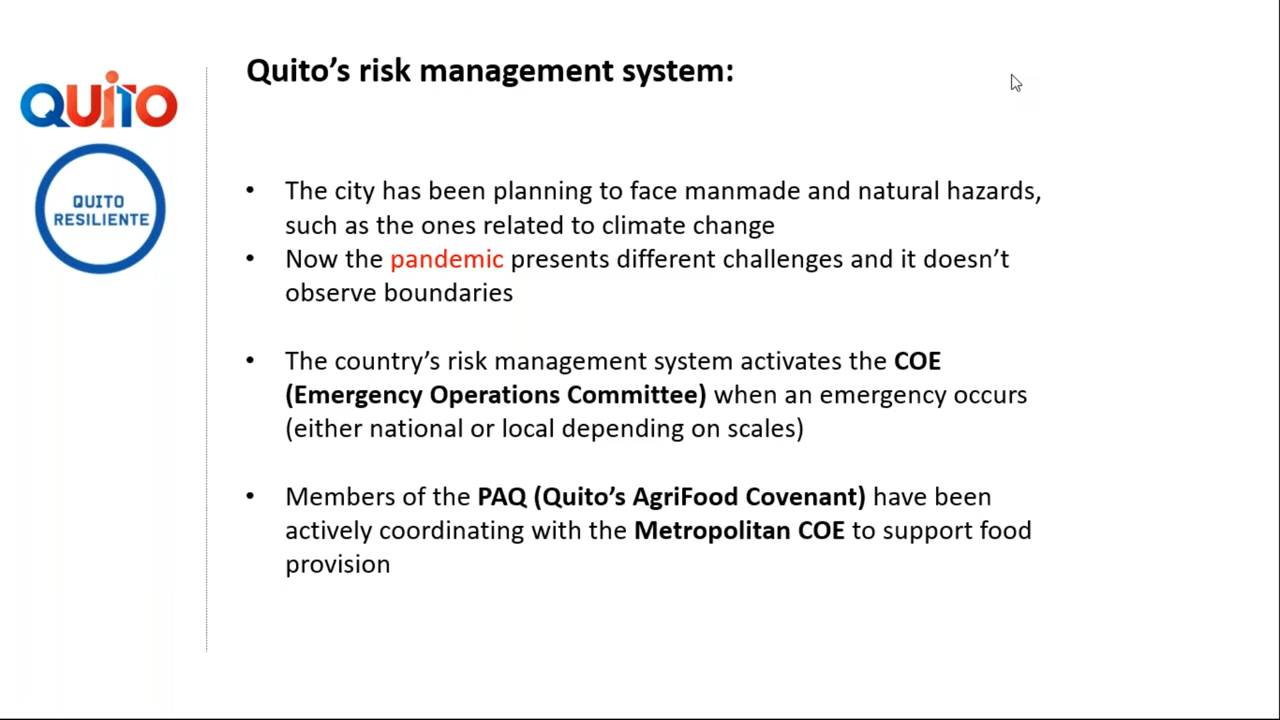 QUITO
QUITO
RESILIENTE
Quito’s risk management system:
• The city has been planning to face manmade and natural hazards,
such as the ones related to climate change
• Now the pandemic presents different challenges and it doesn’t
observe boundaries
• The country’s risk management system activates the COE
(Emergency Operations Committee) when an emergency occurs
(either national or local depending on scales)
• Members of the PAQ (Quito’s AgriFood Covenant) have been
actively coordinating with the Metropolitan COE to support food
provision